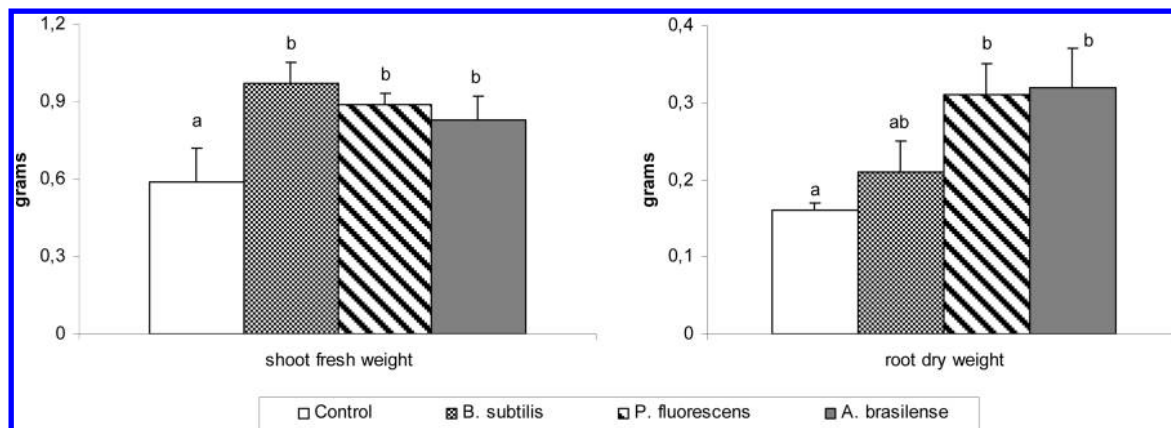 1,2
0,9
0,6
0,3
0
grams
a
b
b
b
shoot fresh weight
0,4
0,3
0,2
0,1
0
grams
a
ab
b
b
root dry weight
Control B. subtilis P. fluorescens A. brasilense